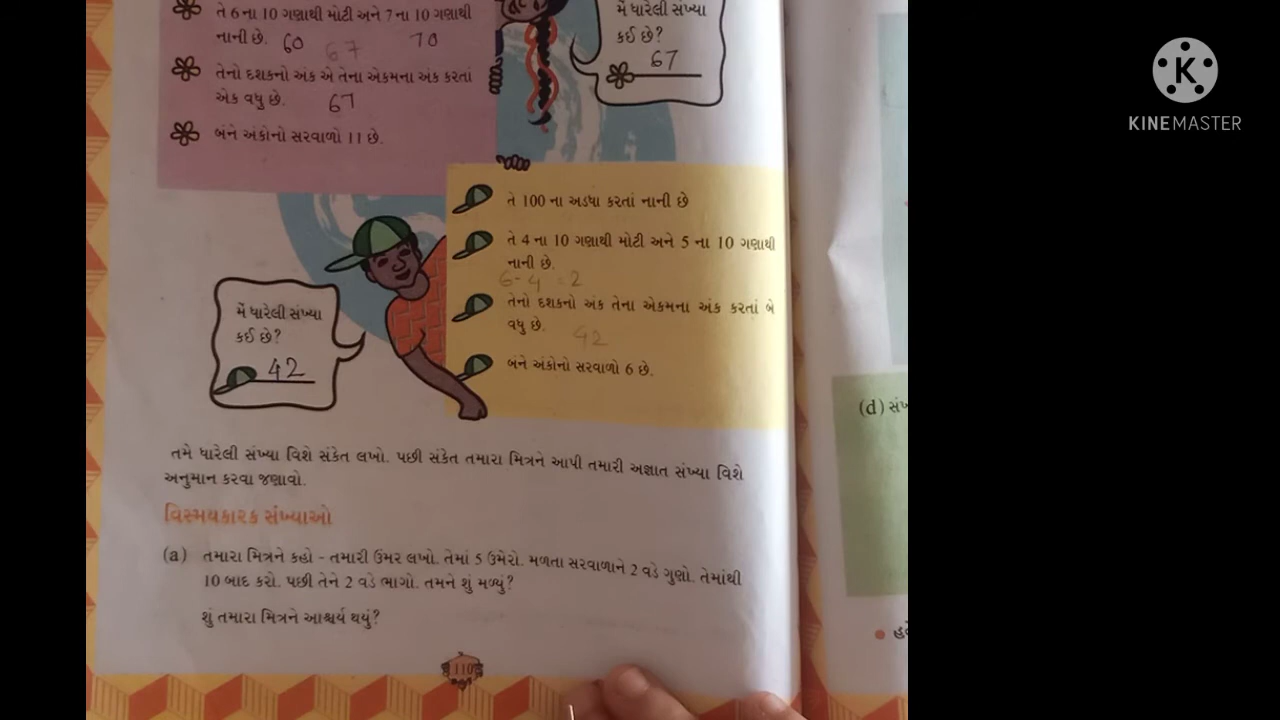 તે 6 ના 10 ગણાથી મોટી અને 7 ના 10 ગણાથી
નાની છે. 60 67 70
તેનો દશકનો અંક એ તેના એકમના અંક કરતાં
એક વધુ છે. 67
બંને અંકોનો સરવાળો 11 છે.
મેં ધારેલી સંખ્યા
કઈ છે?
67
તે 100 ના અડધા કરતાં નાની છે
તે 4 ના 10 ગણાથી મોટી અને 5 ના 10 ગણાથી
નાની છે.
6-4 = 2
તેનો દશકનો અંક તેના એકમના અંક કરતાં બે
વધુ છે.
42
બંને અંકોનો સરવાળો 6 છે.
મેં ધારેલી સંખ્યા
કઈ છે?
42
તમે ધારેલી સંખ્યા વિશે સંકેત લખો. પછી સંકેત તમારા મિત્રને આપી તમારી અજ્ઞાત સંખ્યા વિશે
અનુમાન કરવા જણાવો.
વિસ્મયકારક સંખ્યાઓ
(a) તમારા મિત્રને કહો - તમારી ઉંમર લખો. તેમાં 5 ઉમેરો. મળતા સરવાળાને 2 વડે ગુણો. તેમાંથી
10 બાદ કરો. પછી તેને 2 વડે ભાગો. તમને શું મળ્યું?
શું તમારા મિત્રને આશ્ચર્ય થયું?
110
(d)
K
KINEMASTER